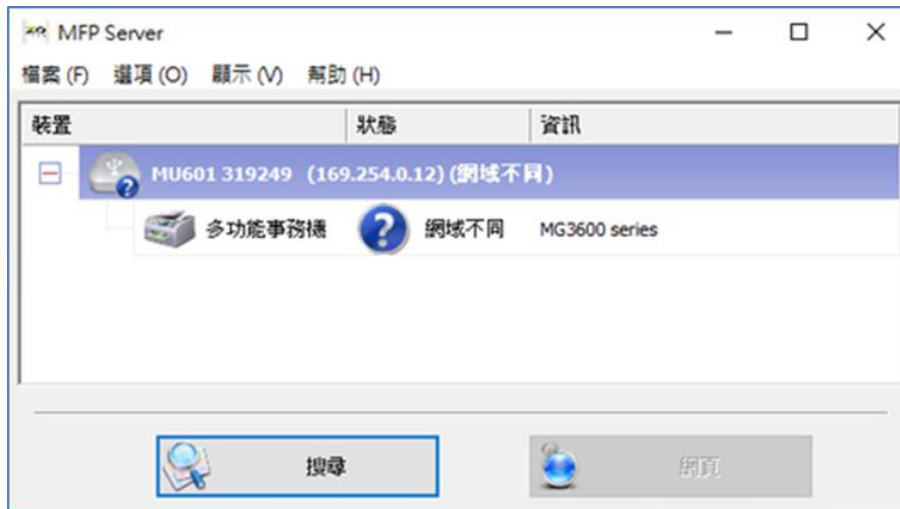 MFP Server
檔案 (F) 選項 (O) 顯示 (V) 幫助 (H)
裝置 狀態 資訊
MU601 319249 (169.254.0.12) (網域不同)
多功能事務機 網域不同 MG3600 series
搜尋 網頁